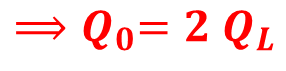 ⟹ Q₀= 2 Q_L